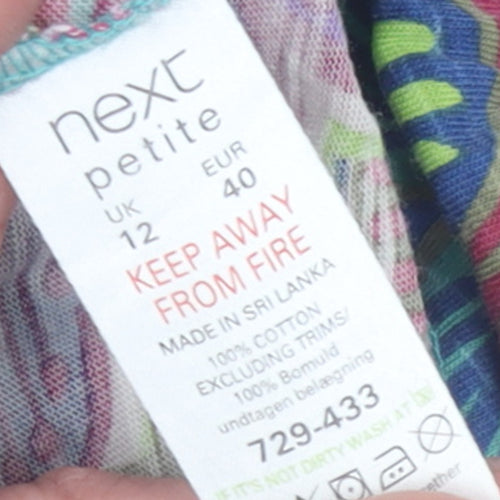 next
petite
UK EUR
12 40
KEEP AWAY
FROM FIRE
MADE IN SRI LANKA
100% COTTON
EXCLUDING TRIMS/
100% Bomuld
undtagen belægning
729-433
IF IT'S NOT DIRTY WASH AT